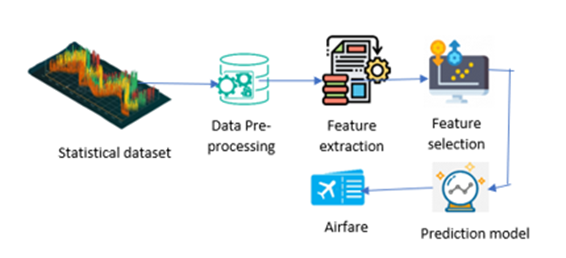 Statistical dataset
Data Pre-
processing
Feature
extraction
Feature
selection
Airfare
Prediction model